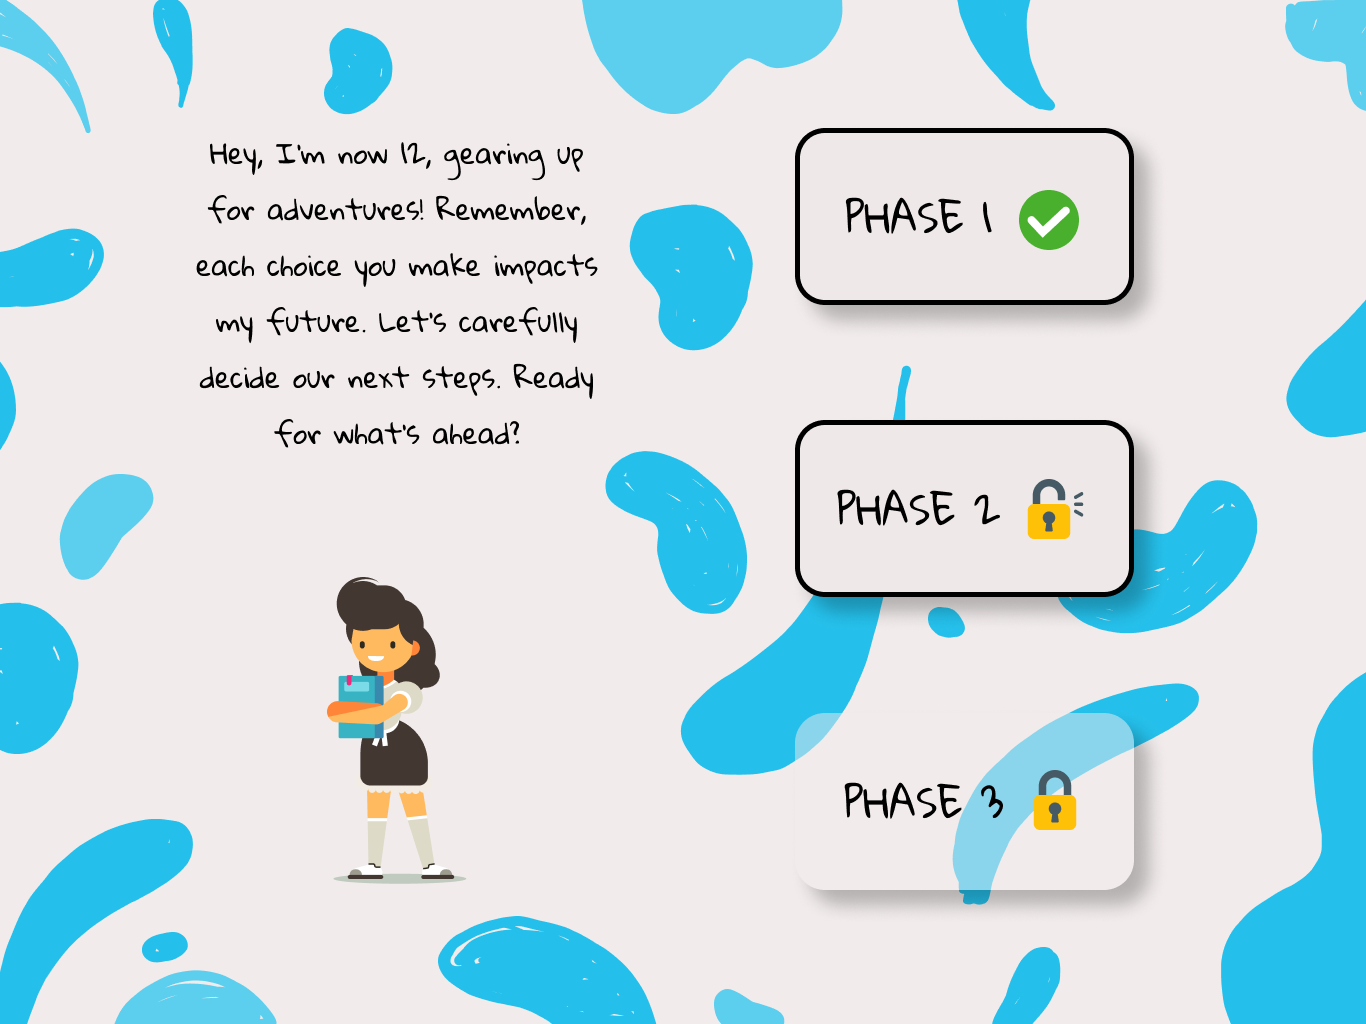 Hey, I'm now 12, gearing up
for adventures! Remember,
each choice you make impacts
my future. Let's carefully
decide our next steps. Ready
for what's ahead?
PHASE 1
PHASE 2
PHASE 3